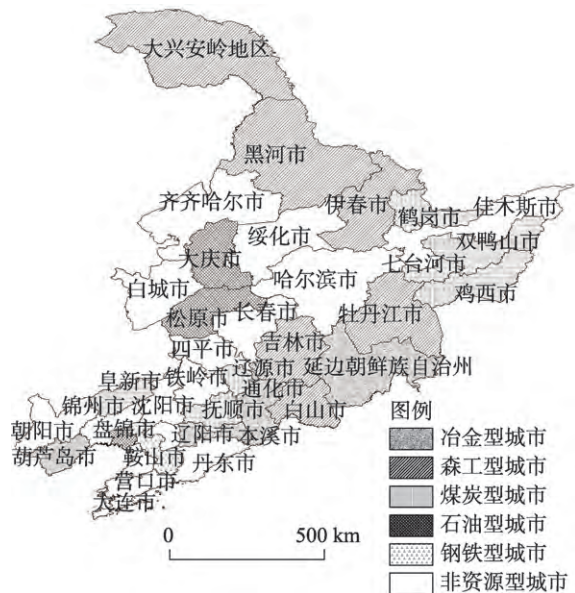 大兴安岭地区
黑河市
齐齐哈尔市
伊春市
鹤岗市
佳木斯市
绥化市
双鸭山市
大庆市
七台河市
哈尔滨市
白城市
鸡西市
松原市
长春市
牡丹江市
吉林市
四平市
辽源市
延边朝鲜族自治州
阜新市
铁岭市
通化市
锦州市
沈阳市
抚顺市
白山市
朝阳市
盘锦市
辽阳市
本溪市
葫芦岛市
鞍山市
丹东市
营口市
大连市
图例
冶金型城市
森工型城市
煤炭型城市
石油型城市
钢铁型城市
非资源型城市
0 500 km